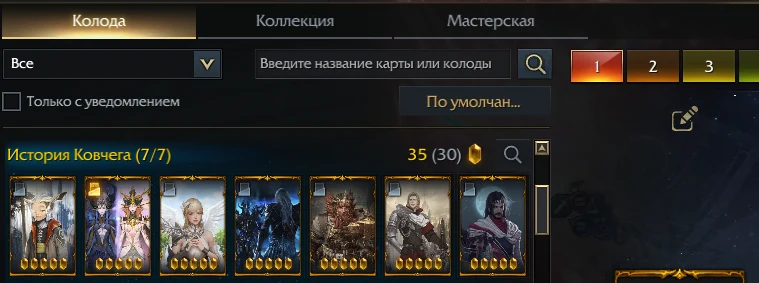 Колода Коллекция Мастерская
Все Введите название карты или колоды 1 2 3
Только с уведомлением По умолчан...
История Ковчега (7/7) 35 (30)